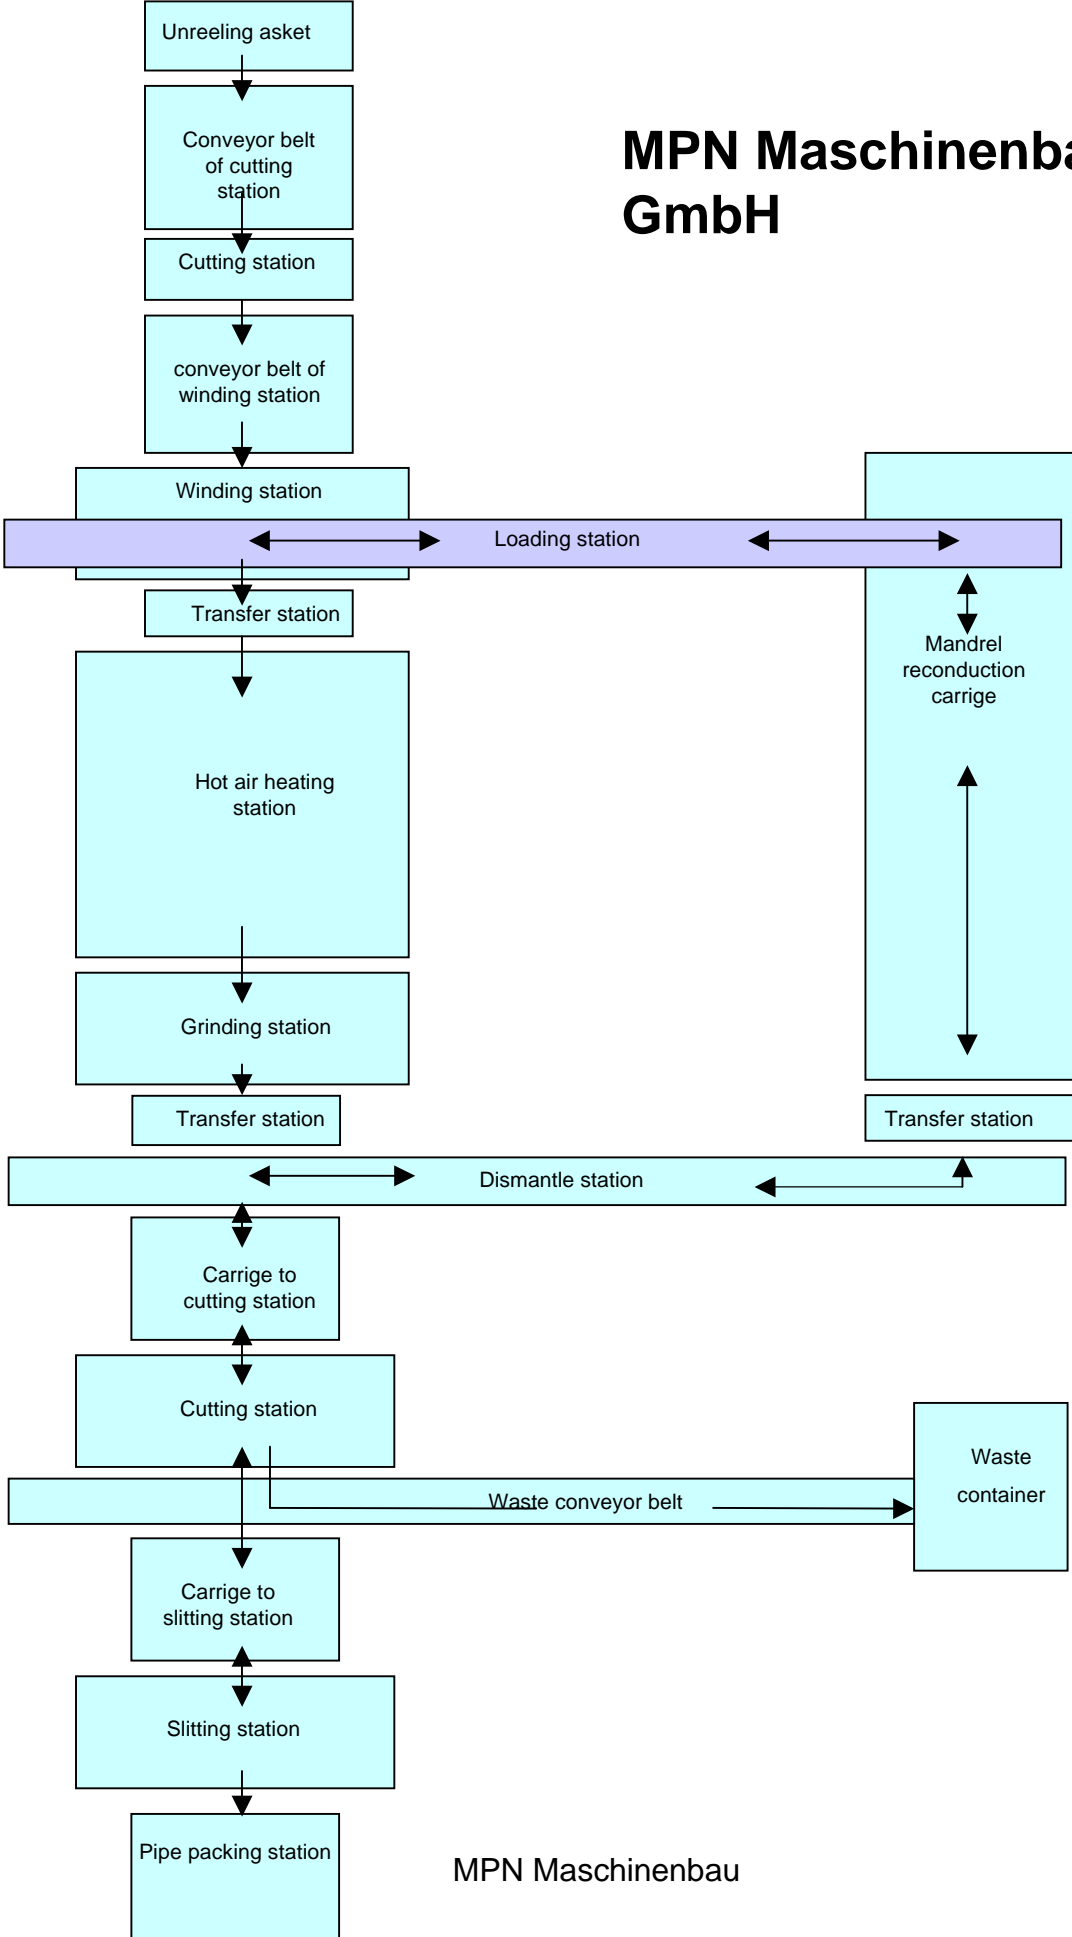 Unreeling asket
Conveyor belt
of cutting
station
MPN Maschinenba
GmbH
Cutting station
conveyor belt of
winding station
Winding station
Loading station
Transfer station
Mandrel
reconduction
carrige
Hot air heating
station
Grinding station
Transfer station
Transfer station
Dismantle station
Carrige to
cutting station
Cutting station
Waste
container
Waste conveyor belt
Carrige to
slitting station
Slitting station
Pipe packing station
MPN Maschinenbau